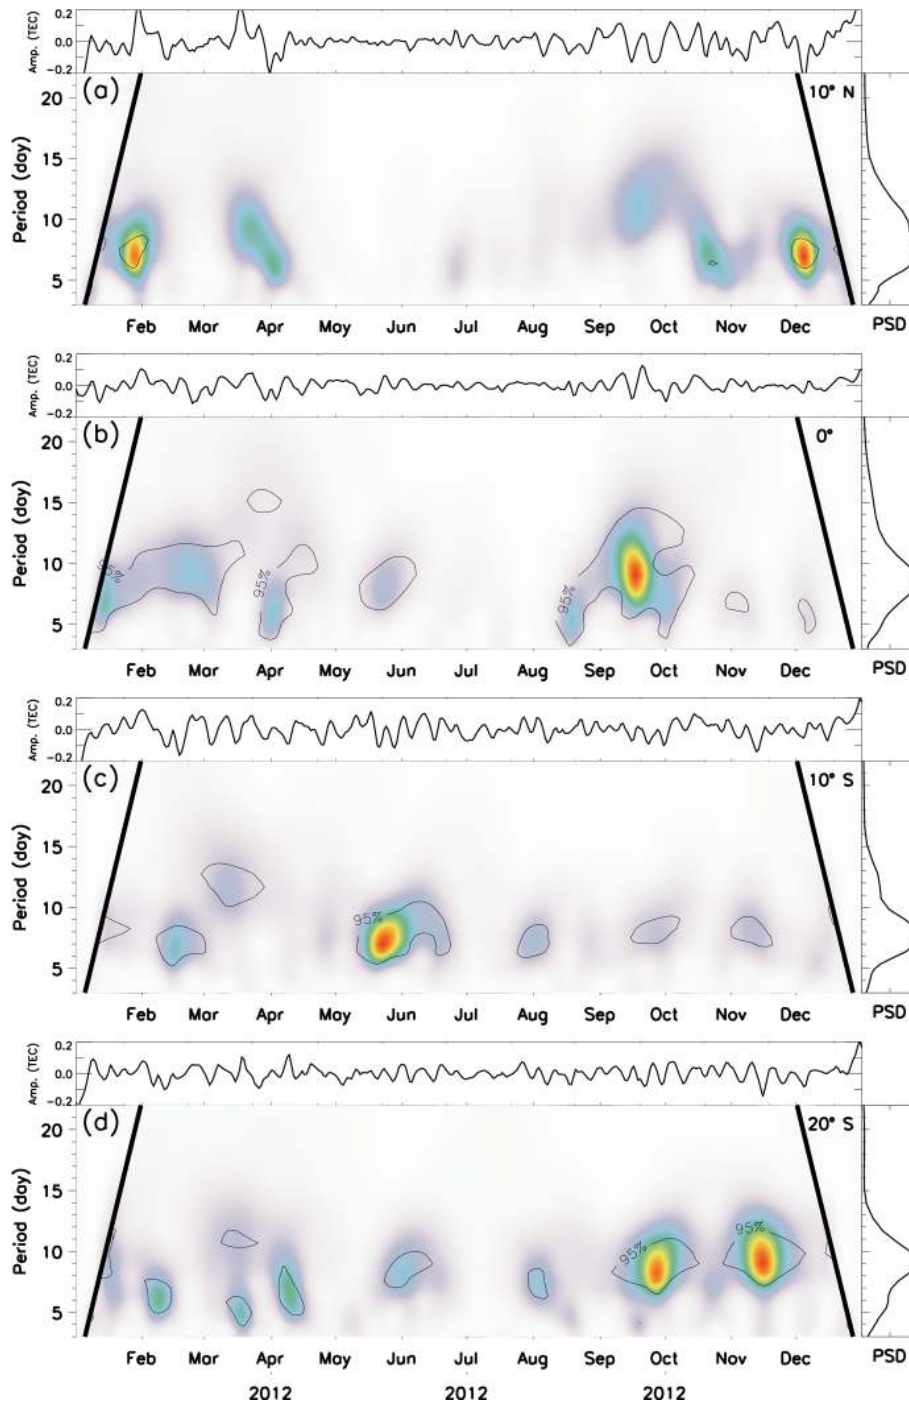 0.2
Amp. (TEC)
0.0
-0.2
(a)
10° N
20
15
Period (day)
10
5
Feb Mar Apr May Jun Jul Aug Sep Oct Nov Dec PSD
0.2
Amp. (TEC)
0.0
-0.2
(b)
0°
20
15
Period (day)
10
95%
95%
95%
5
Feb Mar Apr May Jun Jul Aug Sep Oct Nov Dec PSD
0.2
Amp. (TEC)
0.0
-0.2
(c)
10° S
20
15
Period (day)
10
95%
5
Feb Mar Apr May Jun Jul Aug Sep Oct Nov Dec PSD
0.2
Amp. (TEC)
0.0
-0.2
(d)
20° S
20
15
Period (day)
10
95%
95%
5
Feb Mar Apr May Jun Jul Aug Sep Oct Nov Dec PSD
2012 2012 2012